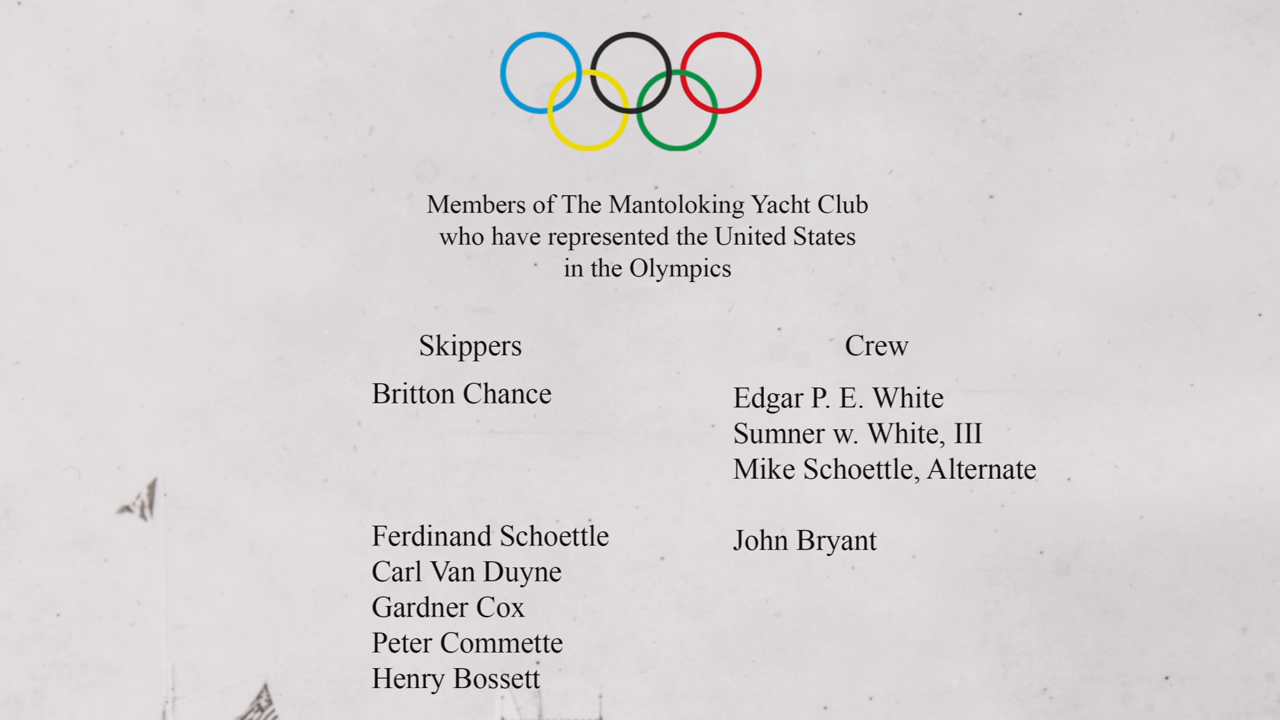 Members of The Mantoloking Yacht Club
who have represented the United States
in the Olympics
Skippers
Britton Chance
Ferdinand Schoettle
Carl Van Duyne
Gardner Cox
Peter Commette
Henry Bossett
Crew
Edgar P. E. White
Sumner w. White, III
Mike Schoettle, Alternate
John Bryant